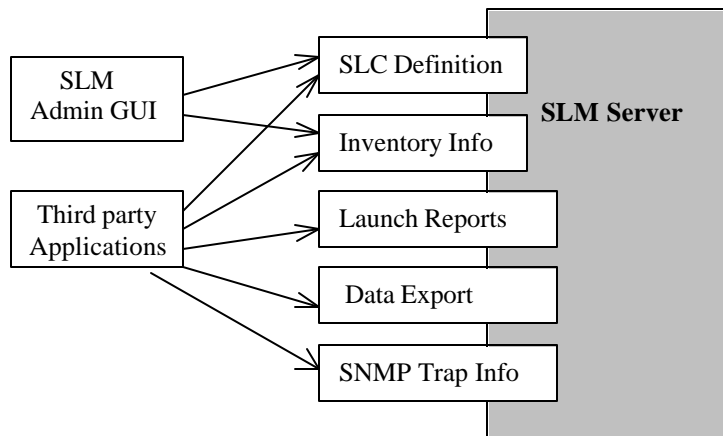 SLM
Admin GUI
Third party
Applications
SLC Definition
Inventory Info
Launch Reports
Data Export
SNMP Trap Info
SLM Server